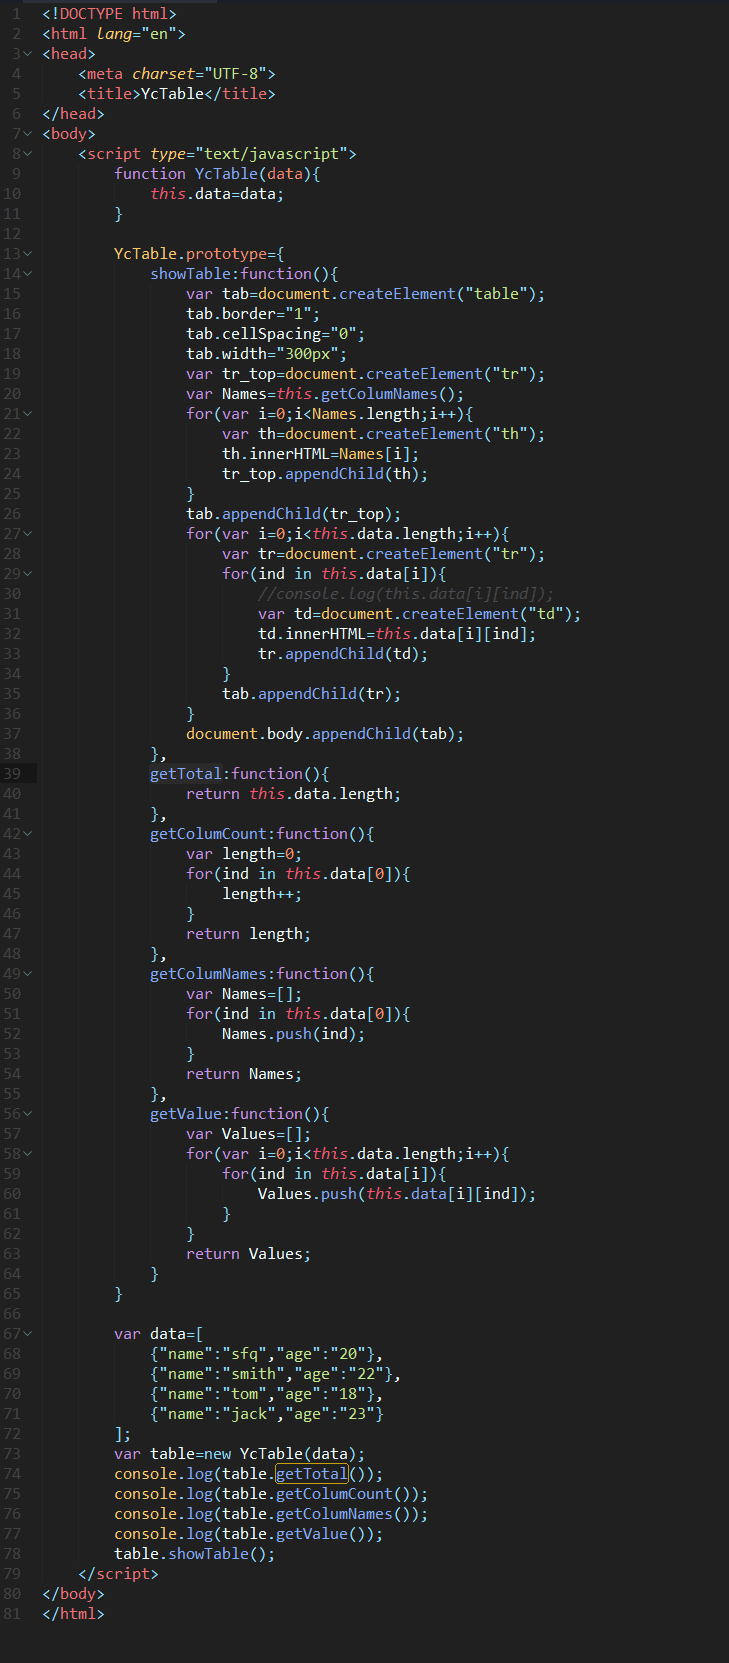 1 <!DOCTYPE html>
2 <html lang="en">
3 <head>
4 <meta charset="UTF-8">
5 <title>YcTable</title>
6 </head>
7 <body>
8 <script type="text/javascript">
9 function YcTable(data){
10 this.data=data;
11 }
12
13 YcTable.prototype={
14 showTable:function(){
15 var tab=document.createElement("table");
16 tab.border="1";
17 tab.cellSpacing="0";
18 tab.width="300px";
19 var tr_top=document.createElement("tr");
20 var Names=this.getColumNames();
21 for(var i=0;i<Names.length;i++){
22 var th=document.createElement("th");
23 th.innerHTML=Names[i];
24 tr_top.appendChild(th);
25 }
26 tab.appendChild(tr_top);
27 for(var i=0;i<this.data.length;i++){
28 var tr=document.createElement("tr");
29 for(ind in this.data[i]){
30 //console.log(this.data[i][ind]);
31 var td=document.createElement("td");
32 td.innerHTML=this.data[i][ind];
33 tr.appendChild(td);
34 }
35 tab.appendChild(tr);
36 }
37 document.body.appendChild(tab);
38 },
39 getTotal:function(){
40 return this.data.length;
41 },
42 getColumCount:function(){
43 var length=0;
44 for(ind in this.data[0]){
45 length++;
46 }
47 return length;
48 },
49 getColumNames:function(){
50 var Names=[];
51 for(ind in this.data[0]){
52 Names.push(ind);
53 }
54 return Names;
55 },
56 getValue:function(){
57 var Values=[];
58 for(var i=0;i<this.data.length;i++){
59 for(ind in this.data[i]){
60 Values.push(this.data[i][ind]);
61 }
62 }
63 return Values;
64 }
65 }
66
67 var data=[
68 {"name":"sfq","age":"20"},
69 {"name":"smith","age":"22"},
70 {"name":"tom","age":"18"},
71 {"name":"jack","age":"23"}
72 ];
73 var table=new YcTable(data);
74 console.log(table.getTotal());
75 console.log(table.getColumCount());
76 console.log(table.getColumNames());
77 console.log(table.getValue());
78 table.showTable();
79 </script>
80 </body>
81 </html>